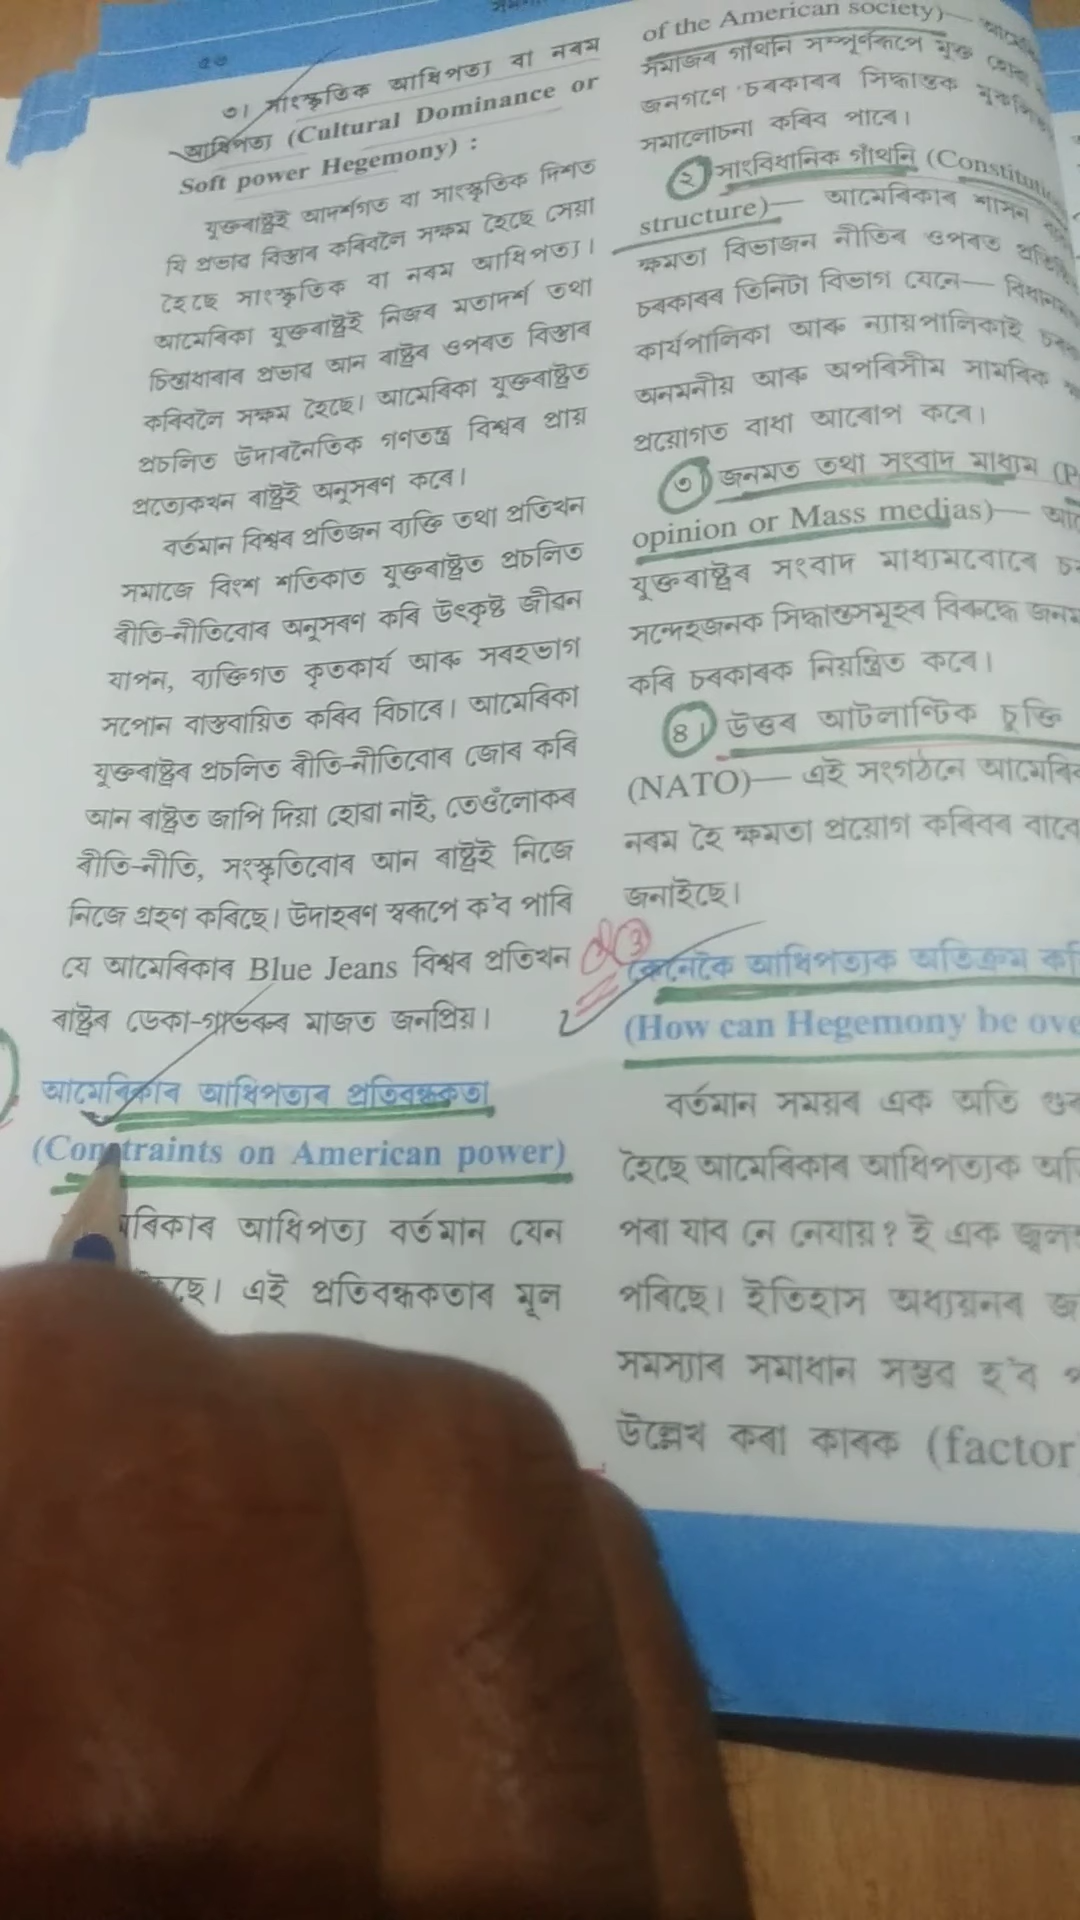 ৫৬
৩। সাংস্কৃতিক আধিপত্য বা নৰম
আধিপত্য (Cultural Dominance or
Soft power Hegemony) :
যুক্তৰাষ্ট্ৰই আদৰ্শগত বা সাংস্কৃতিক দিশত
যি প্ৰভাৱ বিস্তাৰ কৰিবলৈ সক্ষম হৈছে সেয়া
হৈছে সাংস্কৃতিক বা নৰম আধিপত্য।
আমেৰিকা যুক্তৰাষ্ট্ৰই নিজৰ মতাদৰ্শ তথা
চিন্তাধাৰাৰ প্ৰভাৱ আন ৰাষ্ট্ৰৰ ওপৰত বিস্তাৰ
কৰিবলৈ সক্ষম হৈছে। আমেৰিকা যুক্তৰাষ্ট্ৰত
প্ৰচলিত উদাৰনৈতিক গণতন্ত্ৰ বিশ্বৰ প্ৰায়
প্ৰত্যেকখন ৰাষ্ট্ৰই অনুসৰণ কৰে।
বৰ্তমান বিশ্বৰ প্ৰতিজন ব্যক্তি তথা প্ৰতিখন
সমাজে বিংশ শতিকাত যুক্তৰাষ্ট্ৰত প্ৰচলিত
ৰীতি-নীতিবোৰ অনুসৰণ কৰি উৎকৃষ্ট জীৱন
যাপন, ব্যক্তিগত কৃতকাৰ্য আৰু সৰহভাগ
সপোন বাস্তবায়িত কৰিব বিচাৰে। আমেৰিকা
যুক্তৰাষ্ট্ৰৰ প্ৰচলিত ৰীতি-নীতিবোৰ জোৰ কৰি
আন ৰাষ্ট্ৰত জাপি দিয়া হোৱা নাই, তেওঁলোকৰ
ৰীতি-নীতি, সংস্কৃতিবোৰ আন ৰাষ্ট্ৰই নিজে
নিজে গ্ৰহণ কৰিছে। উদাহৰণ স্বৰূপে ক'ব পাৰি
যে আমেৰিকাৰ Blue Jeans বিশ্বৰ প্ৰতিখন
ৰাষ্ট্ৰৰ ডেকা-গাভৰুৰ মাজত জনপ্ৰিয়।
আমেৰিকাৰ আধিপত্যৰ প্ৰতিবন্ধকতা
(Constraints on American power)
আধিপত্য বৰ্তমান যেন
এই প্ৰতিবন্ধকতাৰ মূল
of the American society)—
সমাজৰ গাঁথনি সম্পূৰ্ণৰূপে মুক্ত
জনগণে চৰকাৰৰ সিদ্ধান্তক
সমালোচনা কৰিব পাৰে।
২ সাংবিধানিক গাঁথনি
structure)— আমেৰিকাৰ শাসন
ক্ষমতা বিভাজন নীতিৰ ওপৰত
চৰকাৰৰ তিনিটা বিভাগ যেনে—
কাৰ্যপালিকা আৰু ন্যায়পালিকাই
অনমনীয় আৰু অপৰিসীম সামৰিক
প্ৰয়োগত বাধা আৰোপ কৰে।
৩। জনমত তথা সংবাদ মাধ্যম
opinion or Mass medias)—
যুক্তৰাষ্ট্ৰৰ সংবাদ মাধ্যমবোৰে
সন্দেহজনক সিদ্ধান্তসমূহৰ বিৰুদ্ধে
কৰি চৰকাৰক নিয়ন্ত্ৰিত কৰে।
৪। উত্তৰ আটলাণ্টিক চুক্তি
(NATO)— এই সংগঠনে
নৰম হৈ ক্ষমতা প্ৰয়োগ কৰিবৰ বাবে
জনাইছে।
কেনেকৈ আধিপত্যক অতিক্ৰম
(How can Hegemony be
বৰ্তমান সময়ৰ এক অতি
হৈছে আমেৰিকাৰ আধিপত্যক
পৰা যাব নে নেযায়? ই এক
পৰিছে। ইতিহাস অধ্যয়নৰ
সমস্যাৰ সমাধান সম্ভৱ হ'ব
উল্লেখ কৰা কাৰক (factor